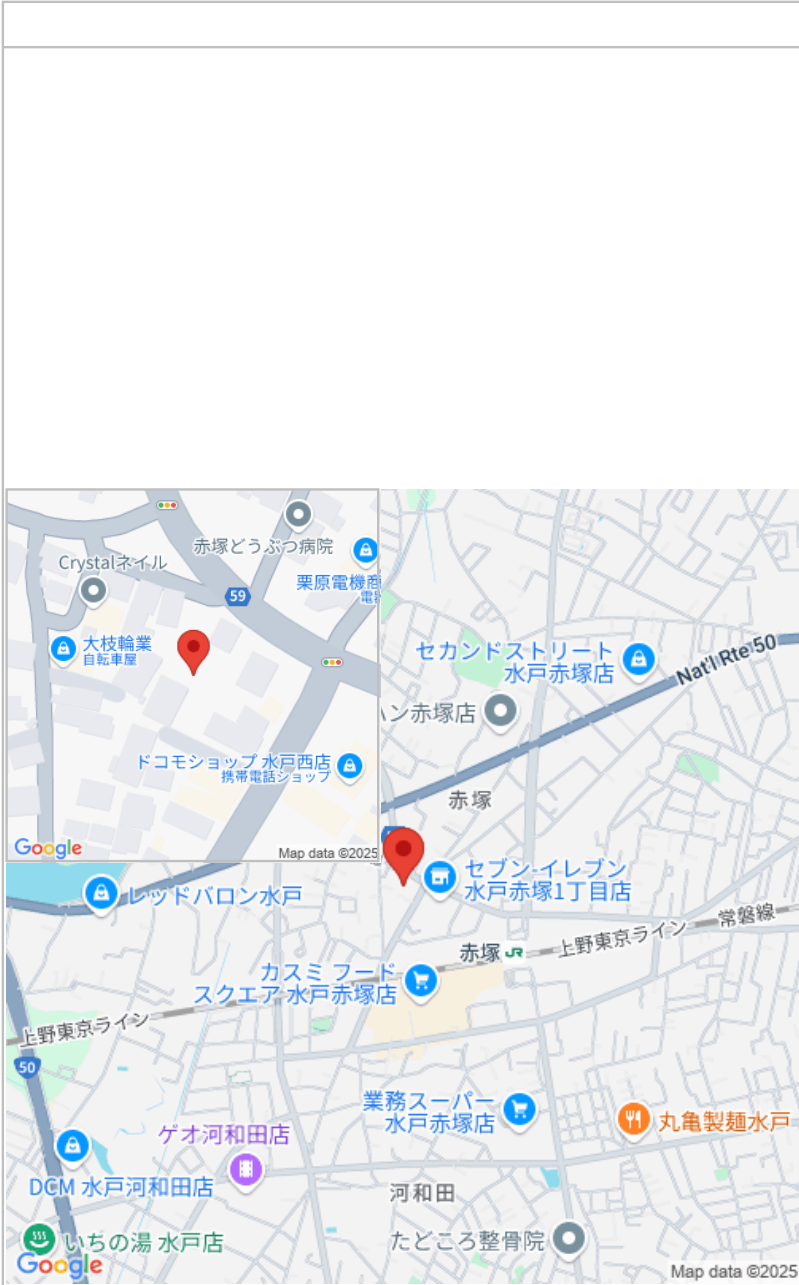 赤塚どうぶつ病院
Crystalネイル
栗原電機商
59
大枝輪業
自転車屋
ドコモショップ 水戸西店
携帯電話ショップ
Google
Map data ©2025
セカンドストリート
水戸赤塚店
Nat'l Rte 50
ン赤塚店
赤塚
セブン-イレブン
水戸赤塚1丁目店
レッドバロン水戸
常磐線
赤塚 JR
上野東京ライン
カスミ フード
スクエア 水戸赤塚店
上野東京ライン
50
業務スーパー
水戸赤塚店
丸亀製麺水戸
ゲオ河和田店
DCM 水戸河和田店
河和田
たどころ整骨院
いちの湯 水戸店
Google
Map data ©2025